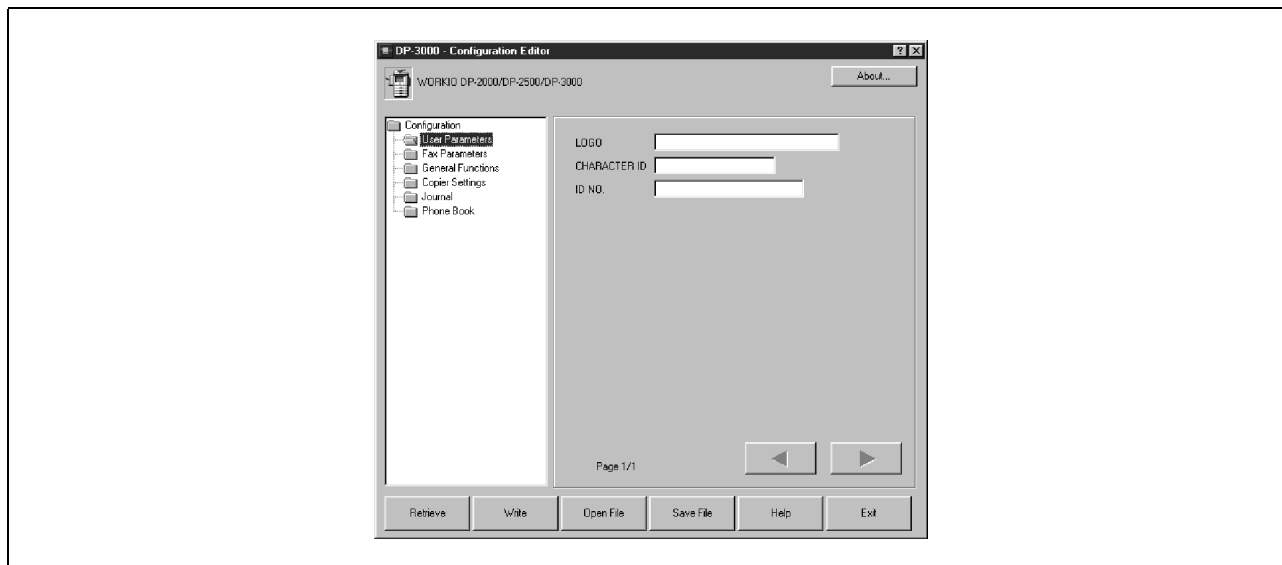 DP-3000 - Configuration Editor
WORKIO DP-2000/DP-2500/DP-3000
About...
Configuration
User Parameters
Fax Parameters
General Functions
Copier Settings
Journal
Phone Book
LOGO
CHARACTER ID
ID NO.
Page 1/1
Retrieve
Write
Open File
Save File
Help
Exit